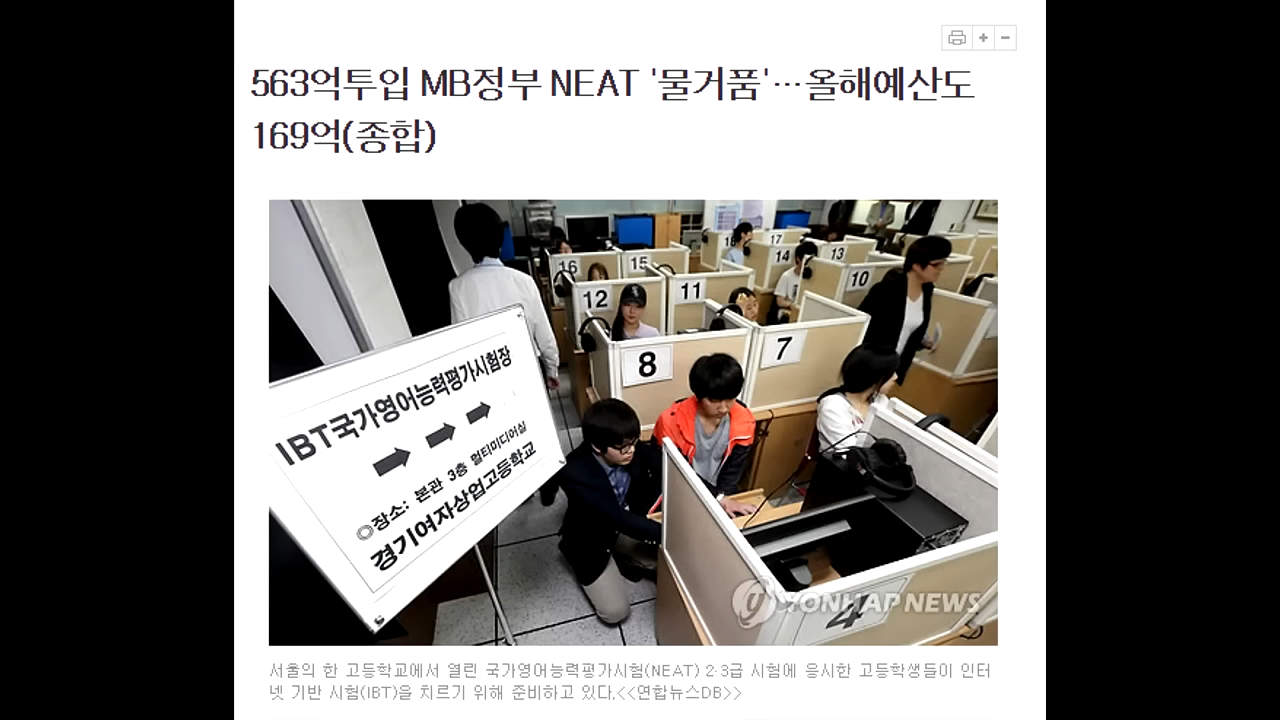 563억투입 MB정부 NEAT '물거품'…올해예산도
169억(종합)
IBT국가영어능력평가시험장
◎장소: 본관 3층 멀티미디어실
경기여자상업고등학교
16
15
18
17
14
13
12
11
10
8
7
4
YONHAP NEWS
서울의 한 고등학교에서 열린 국가영어능력평가시험(NEAT) 2·3급 시험에 응시한 고등학생들이 인터
넷 기반 시험(IBT)을 치르기 위해 준비하고 있다.<<연합뉴스DB>>